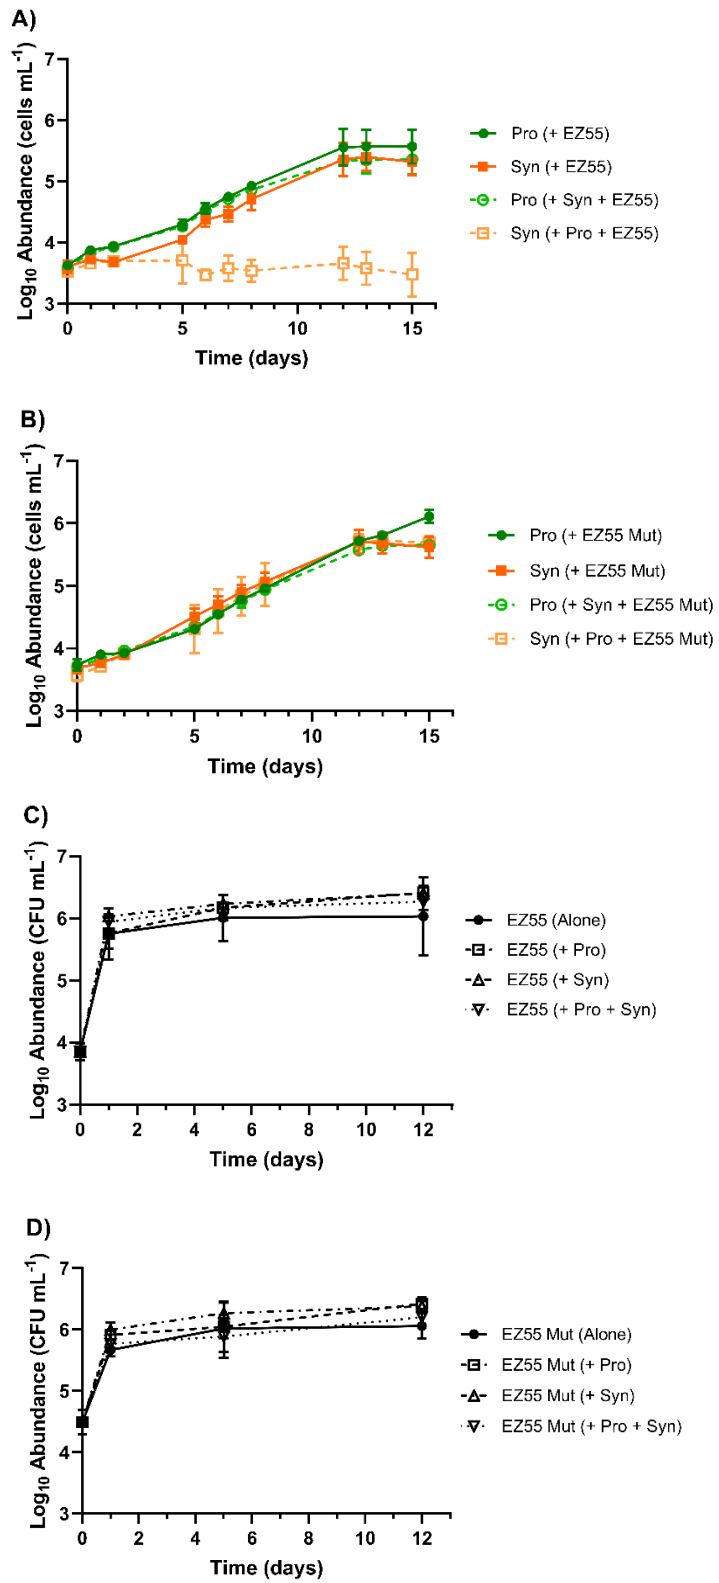 A)
Log10 Abundance (cells mL-1)
7
6
5
4
3
0
5
10
15
Time (days)
Pro (+ EZ55)
Syn (+ EZ55)
Pro (+ Syn + EZ55)
Syn (+ Pro + EZ55)
B)
Log10 Abundance (cells mL-1)
7
6
5
4
3
0
5
10
15
Time (days)
Pro (+ EZ55 Mut)
Syn (+ EZ55 Mut)
Pro (+ Syn + EZ55 Mut)
Syn (+ Pro + EZ55 Mut)
C)
Log10 Abundance (CFU mL-1)
7
6
5
4
3
0
2
4
6
8
10
12
Time (days)
EZ55 (Alone)
EZ55 (+ Pro)
EZ55 (+ Syn)
EZ55 (+ Pro + Syn)
D)
Log10 Abundance (CFU mL-1)
7
6
5
4
3
0
2
4
6
8
10
12
Time (days)
EZ55 Mut (Alone)
EZ55 Mut (+ Pro)
EZ55 Mut (+ Syn)
EZ55 Mut (+ Pro + Syn)